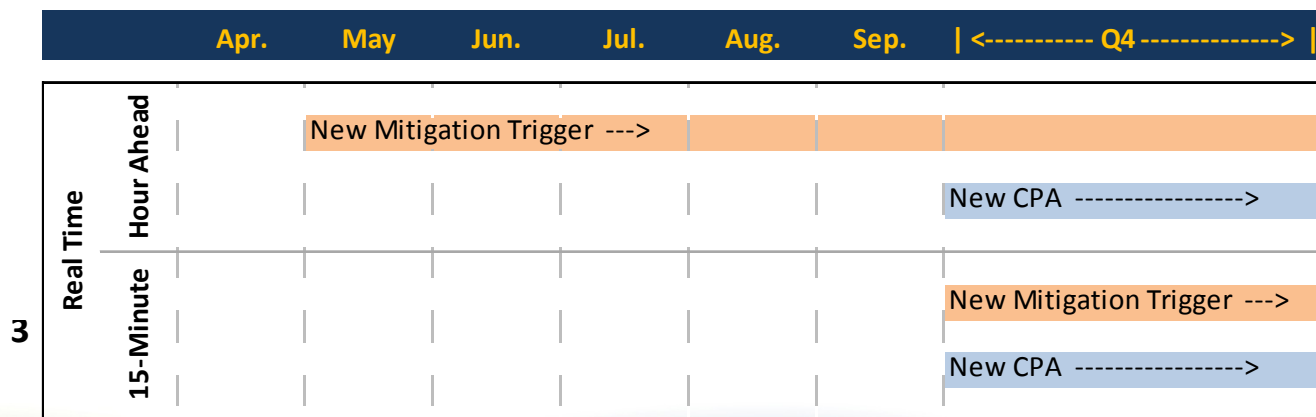 Apr. May Jun. Jul. Aug. Sep. | <----------- Q4 --------------> |
Real Time
Hour Ahead
New Mitigation Trigger --->
New CPA ----------------->
3
15-Minute
New Mitigation Trigger --->
New CPA ----------------->